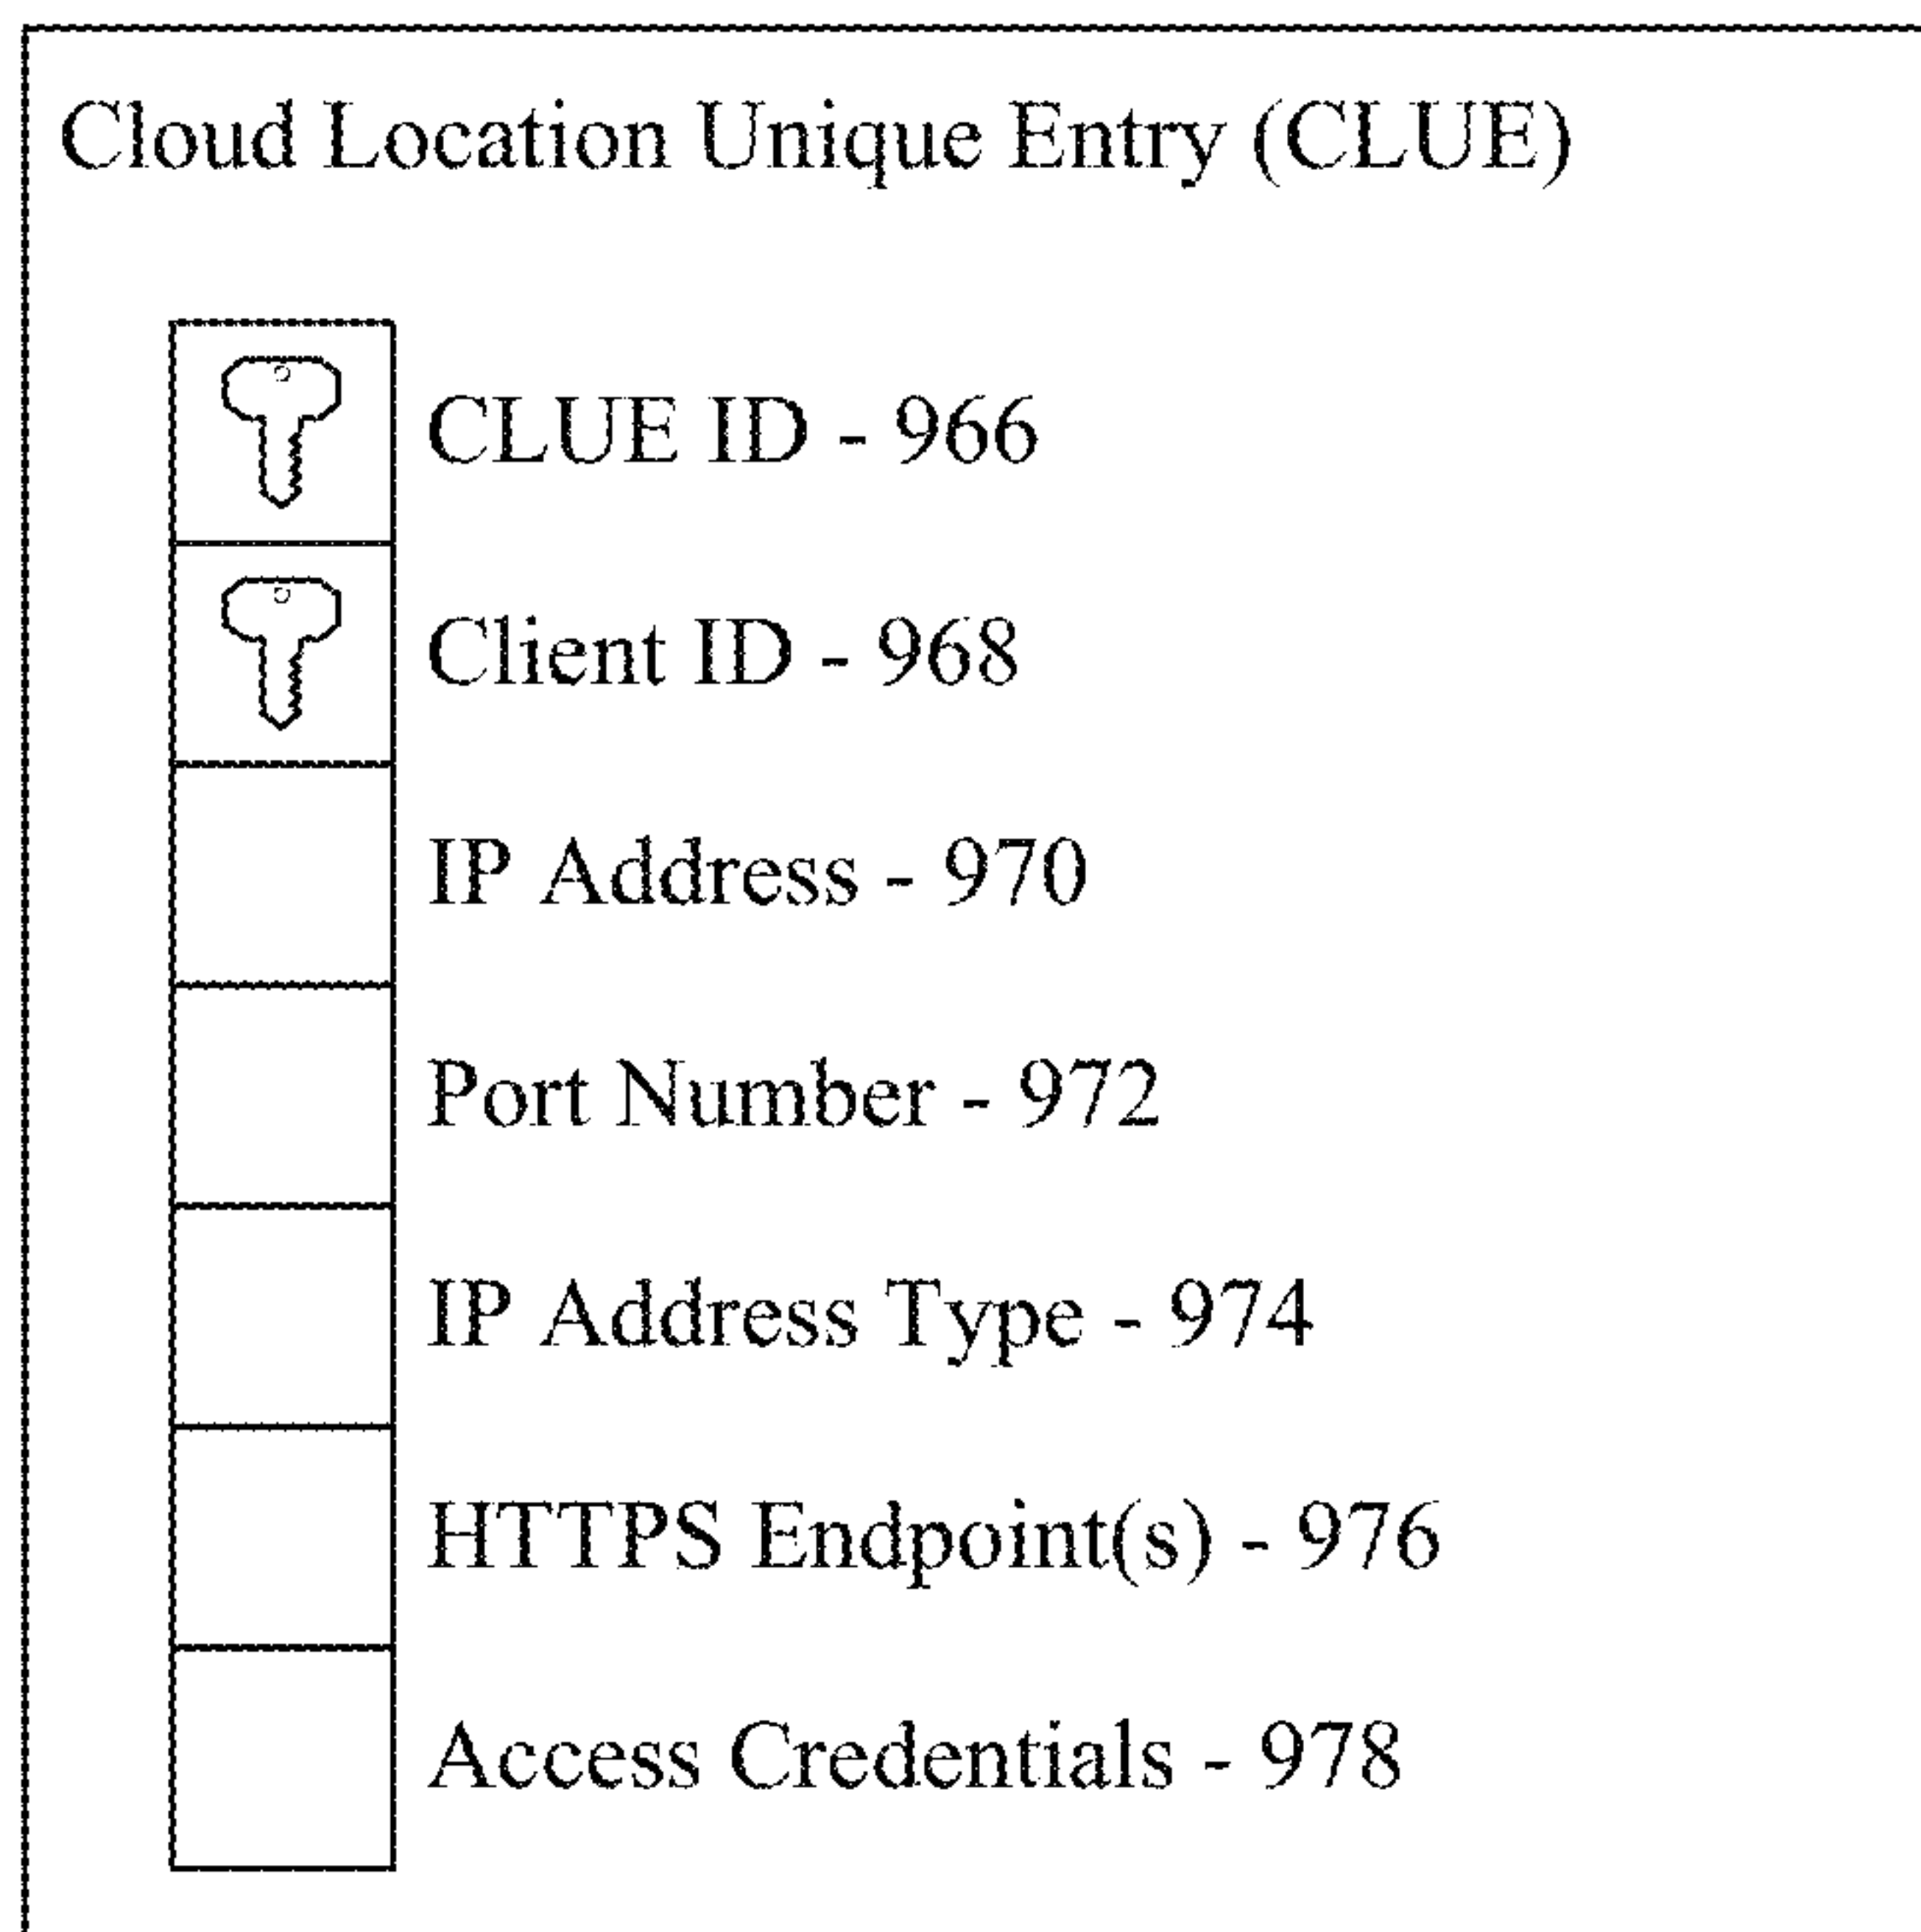 Cloud Location Unique Entry (CLUE)
CLUE ID - 966
Client ID - 968
IP Address - 970
Port Number - 972
IP Address Type - 974
HTTPS Endpoint(s) - 976
Access Credentials - 978